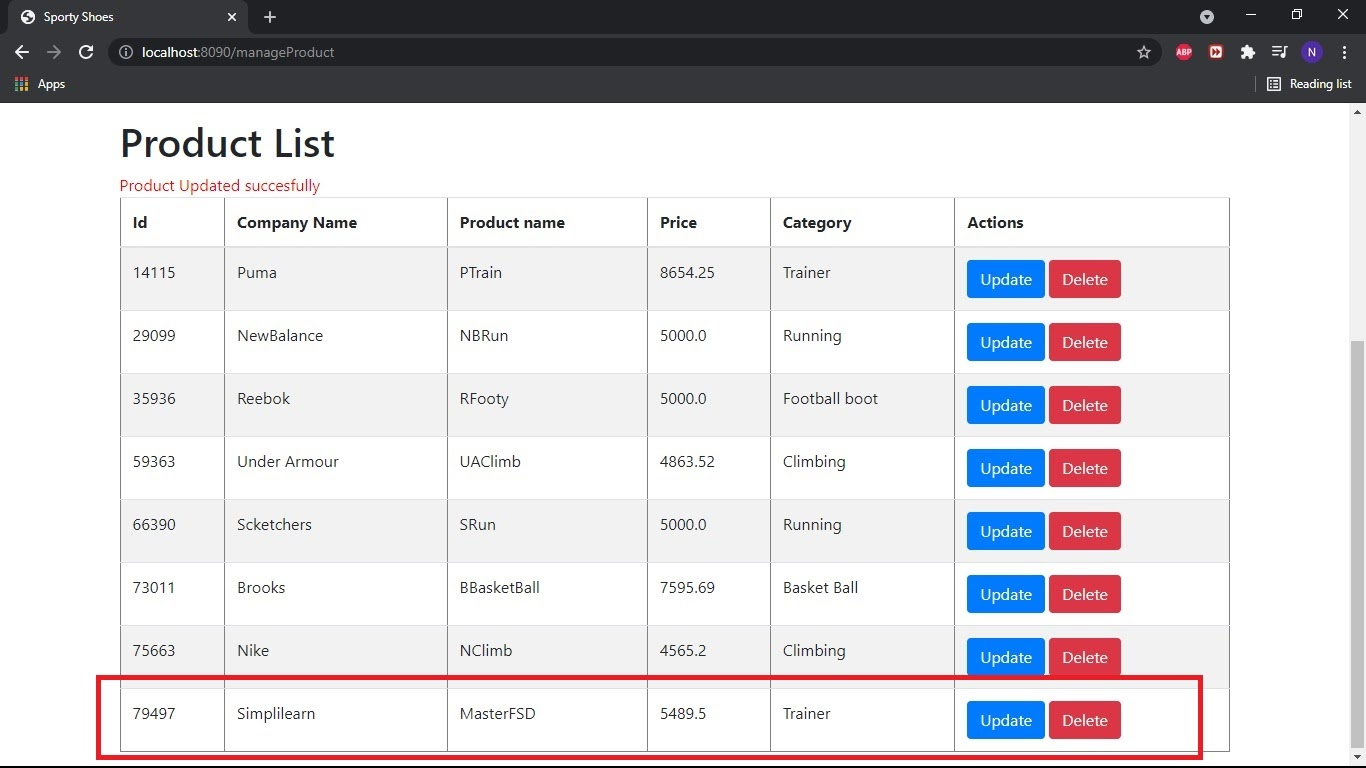 Sporty Shoes
localhost:8090/manageProduct
ABP
N
Apps
Reading list
Product List
Product Updated succesfully
Id Company Name Product name Price Category Actions
14115 Puma PTrain 8654.25 Trainer Update Delete
29099 NewBalance NBRun 5000.0 Running Update Delete
35936 Reebok RFooty 5000.0 Football boot Update Delete
59363 Under Armour UAClimb 4863.52 Climbing Update Delete
66390 Scketchers SRun 5000.0 Running Update Delete
73011 Brooks BBasketBall 7595.69 Basket Ball Update Delete
75663 Nike NClimb 4565.2 Climbing Update Delete
79497 Simplilearn MasterFSD 5489.5 Trainer Update Delete